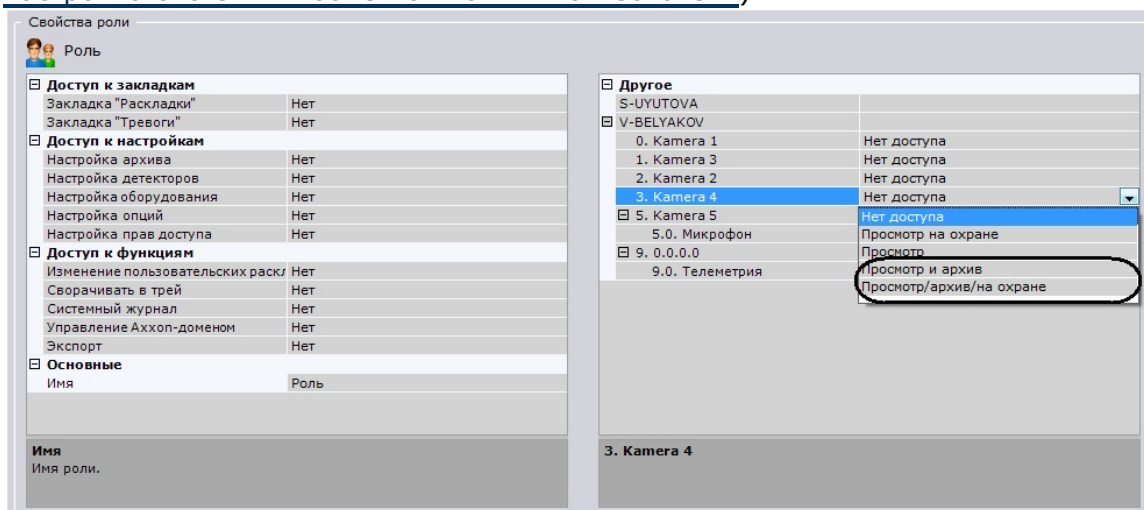 Свойства роли
Роль
Доступ к закладкам
Закладка "Раскладки" Нет
Закладка "Тревоги" Нет
Доступ к настройкам
Настройка архива Нет
Настройка детекторов Нет
Настройка оборудования Нет
Настройка опций Нет
Настройка прав доступа Нет
Доступ к функциям
Изменение пользовательских раскл Нет
Сворачивать в трей Нет
Системный журнал Нет
Управление Axxon-доменом Нет
Экспорт Нет
Основные
Имя Роль
Имя
Имя роли.
Другое
S-UYUTOVA
V-BELYAKOV
0. Kamera 1 Нет доступа
1. Kamera 3 Нет доступа
2. Kamera 2 Нет доступа
3. Kamera 4 Нет доступа
5. Kamera 5
5.0. Микрофон
9. 0.0.0.0
9.0. Телеметрия
Нет доступа
Просмотр на охране
Просмотр
Просмотр и архив
Просмотр/архив/на охране
3. Kamera 4